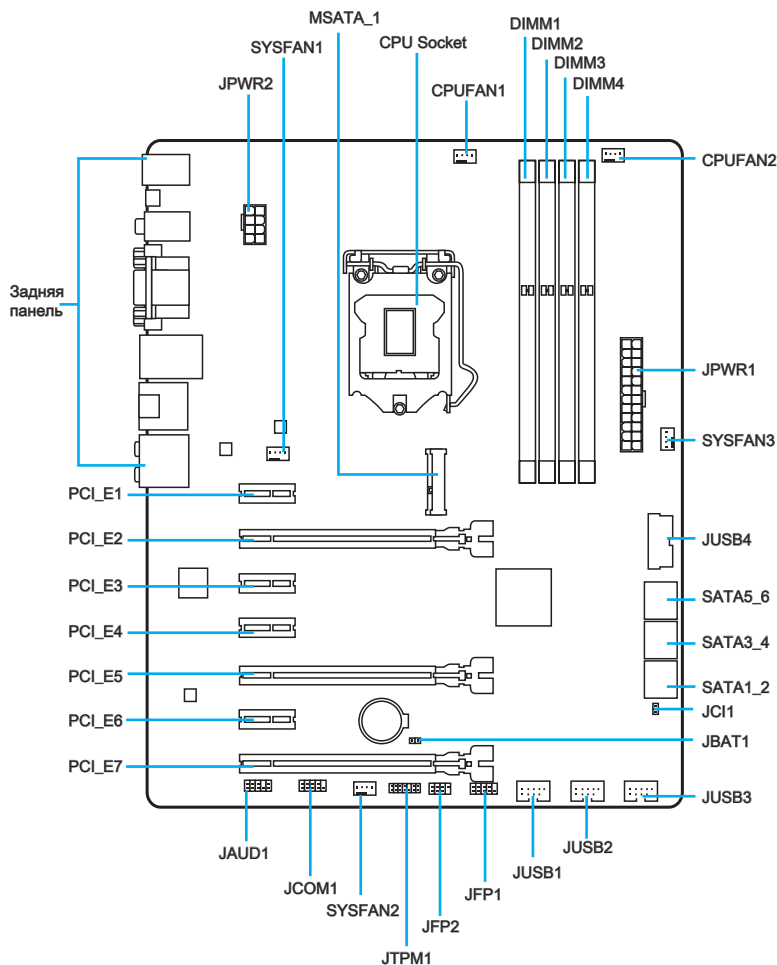 MSATA_1
DIMM1
SYSFAN1
CPU Socket
DIMM2
DIMM3
JPWR2
CPUFAN1
DIMM4
CPUFAN2
Задняя
панель
JPWR1
SYSFAN3
PCI_E1
PCI_E2
JUSB4
PCI_E3
SATA5_6
PCI_E4
SATA3_4
PCI_E5
SATA1_2
JCI1
PCI_E6
JBAT1
PCI_E7
JUSB3
JAUD1
JUSB2
JUSB1
JCOM1
JFP1
SYSFAN2
JFP2
JTPM1